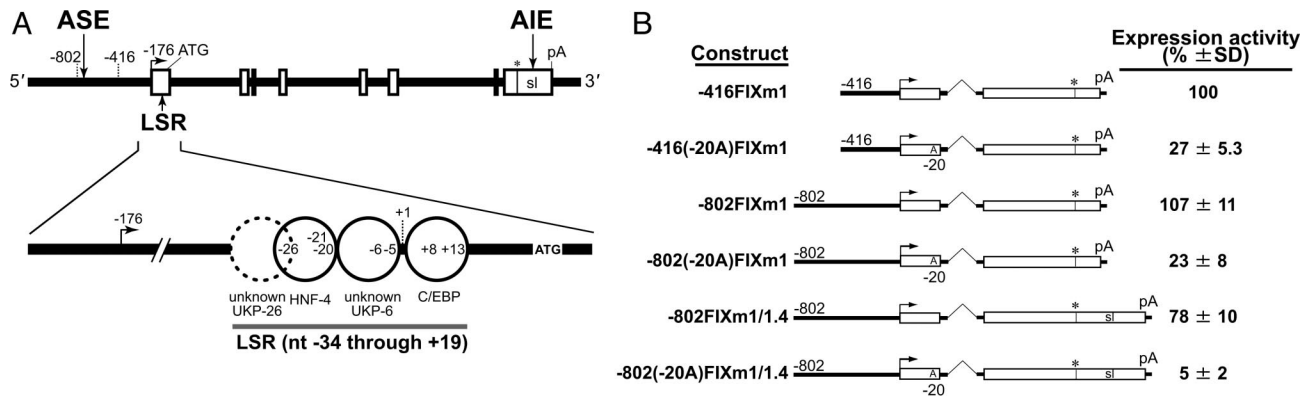 A
ASE
AIE
-802
-416
-176
ATG
pA
*
sl
5′
3′
LSR
-176
+1
-26
-21
-20
-6
-5
+8
+13
ATG
unknown
UKP-26
HNF-4
unknown
UKP-6
C/EBP
LSR (nt -34 through +19)
B
Construct
Expression activity
(% ±SD)
-416FIXm1
-416
*
pA
100
-416(-20A)FIXm1
-416
A
-20
*
pA
27 ± 5.3
-802FIXm1
-802
*
pA
107 ± 11
-802(-20A)FIXm1
-802
A
-20
*
pA
23 ± 8
-802FIXm1/1.4
-802
*
sl
pA
78 ± 10
-802(-20A)FIXm1/1.4
-802
A
-20
*
sl
pA
5 ± 2